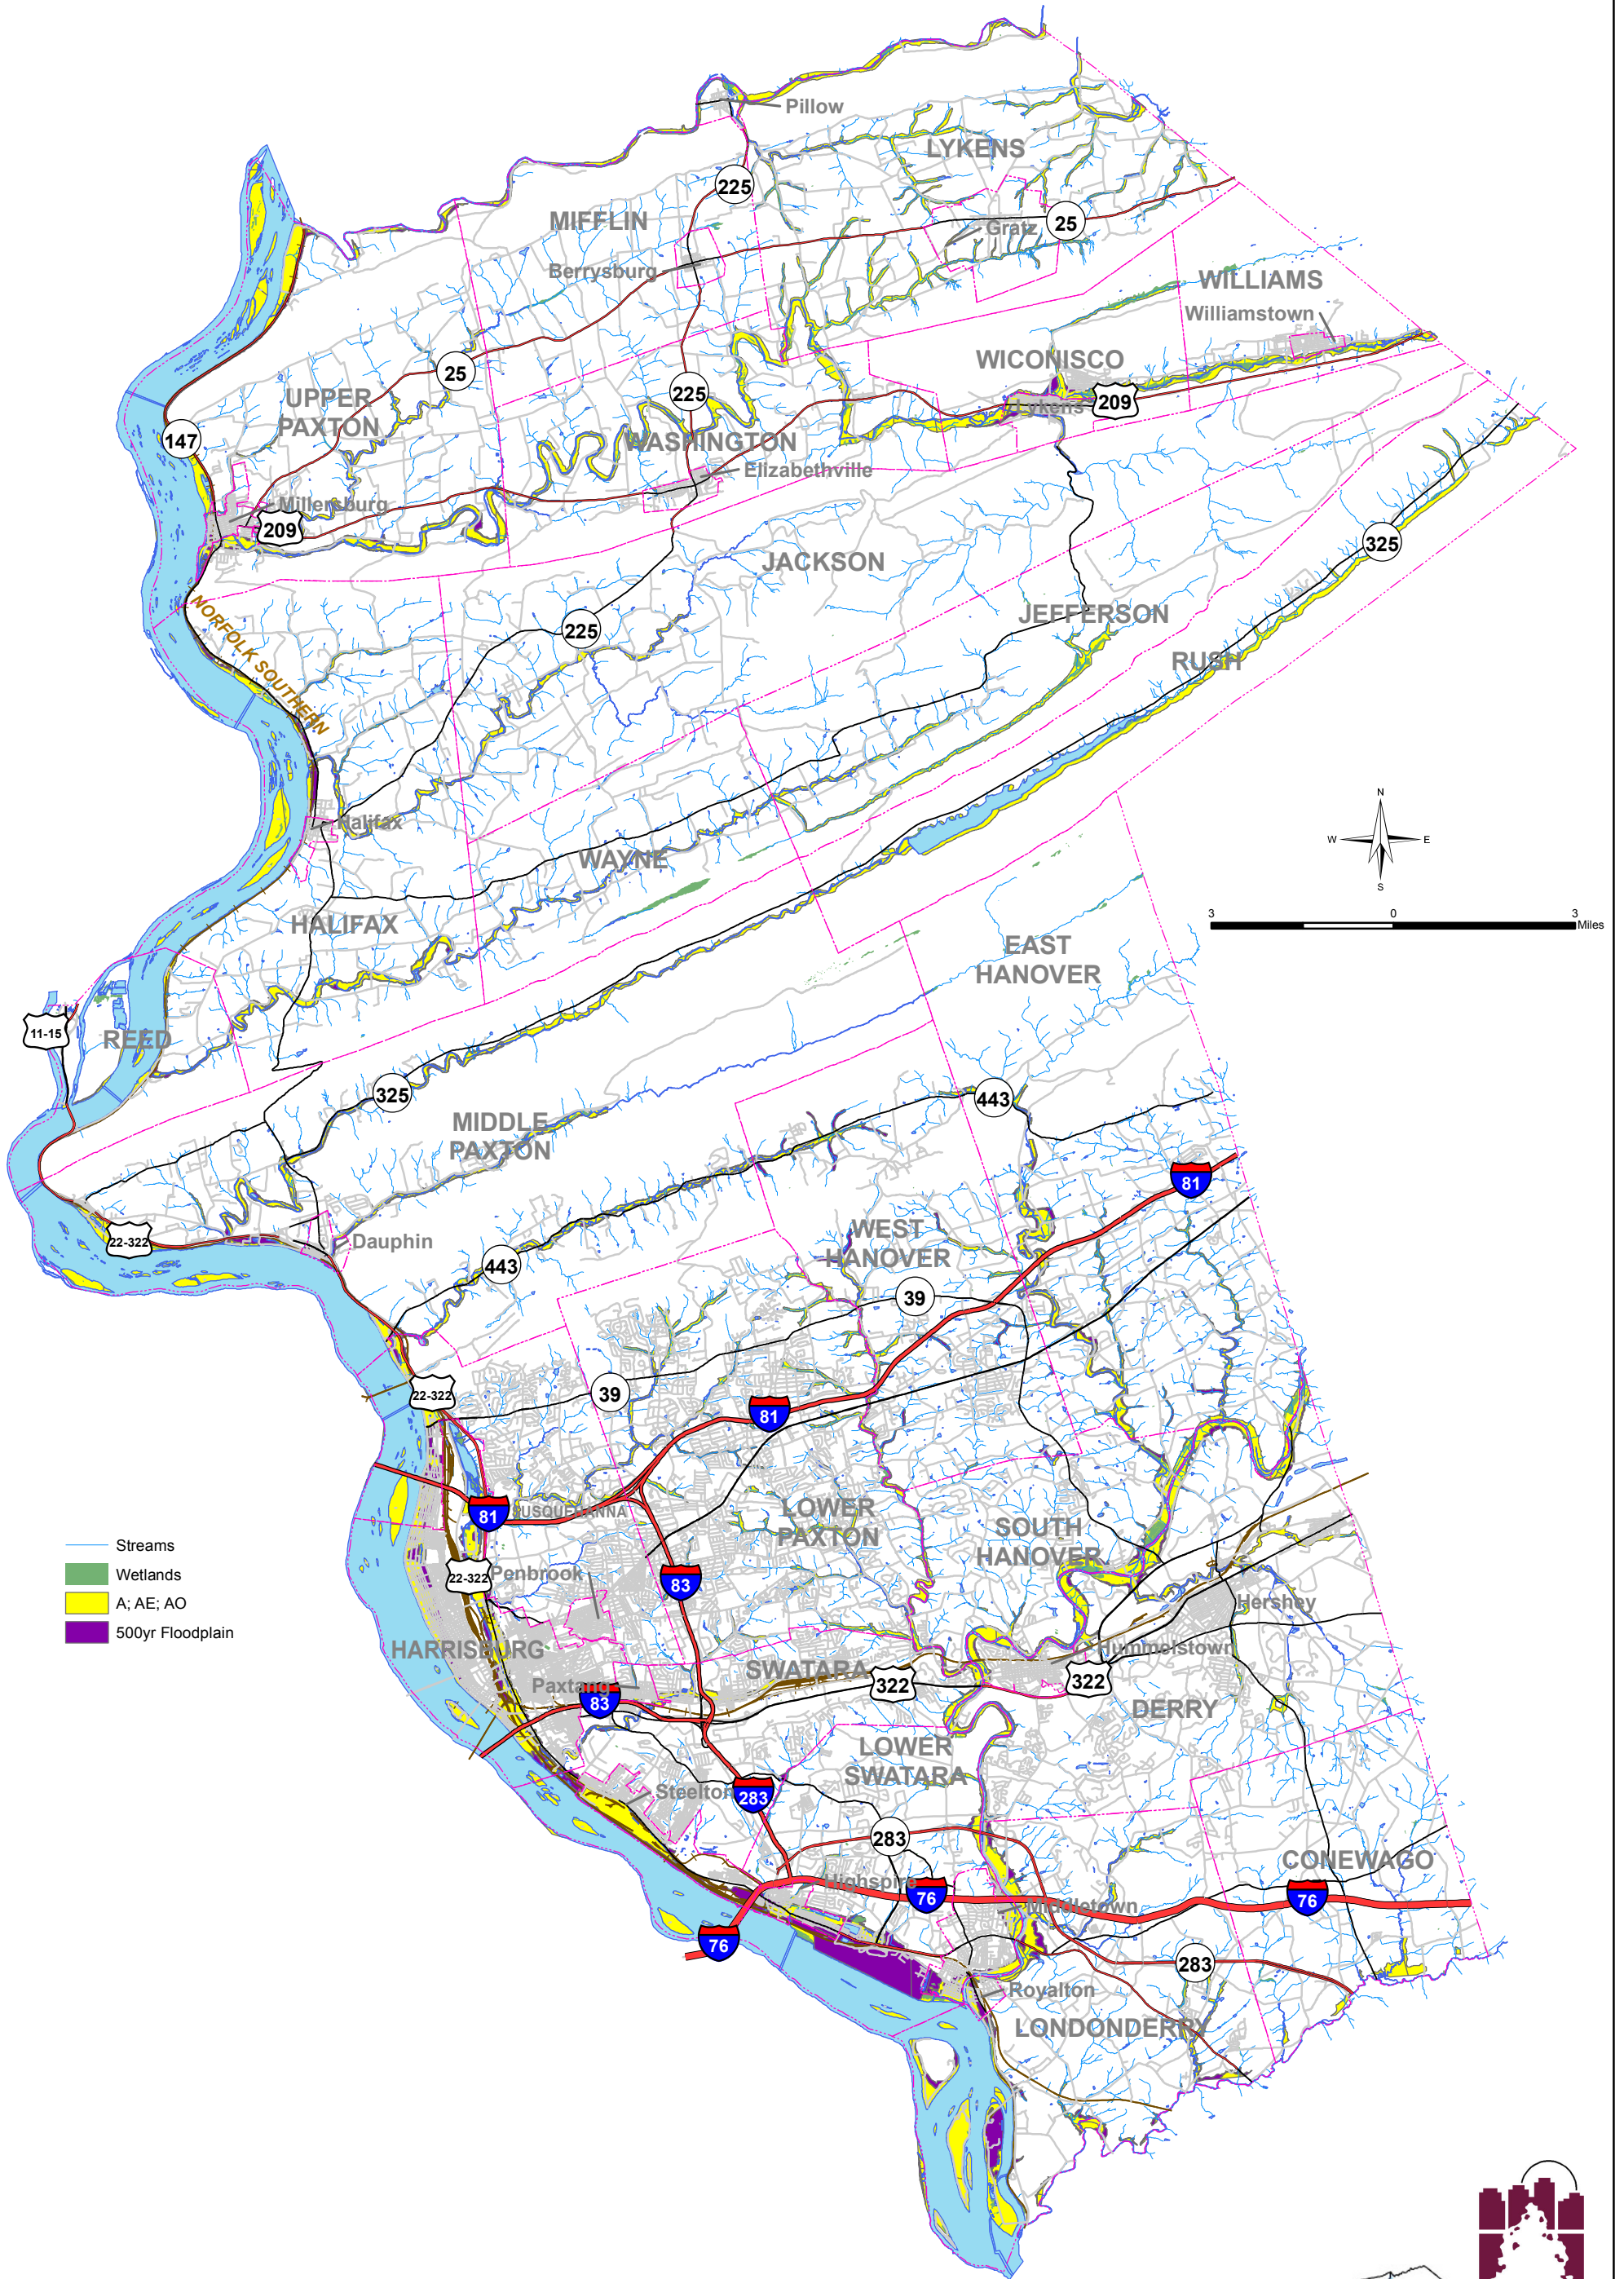 Pillow
LYKENS
225
MIFFLIN
25
Gratz
Berrysburg
WILLIAMS
Williamstown
WICONISCO
25
225
UPPER
PAXTON
209
Lykens
147
WASHINGTON
Elizabethville
Millersburg
209
325
JACKSON
NORFOLK SOUTHERN
JEFFERSON
225
RUSH
N
W
E
S
Halifax
WAYNE
3
0
3
Miles
HALIFAX
EAST
HANOVER
11-15
REED
325
443
MIDDLE
PAXTON
81
22-322
Dauphin
WEST
HANOVER
443
39
22-322
39
81
81
SUSQUEHANNA
LOWER
PAXTON
SOUTH
HANOVER
Streams
Wetlands
A; AE; AO
500yr Floodplain
22-322
Penbrook
83
Hershey
HARRISBURG
Hummelstown
SWATARA
322
322
Paxtang
83
DERRY
LOWER
SWATARA
Steelton
283
283
CONEWAGO
Highspire
76
76
Middletown
76
283
Royalton
LONDONDERRY